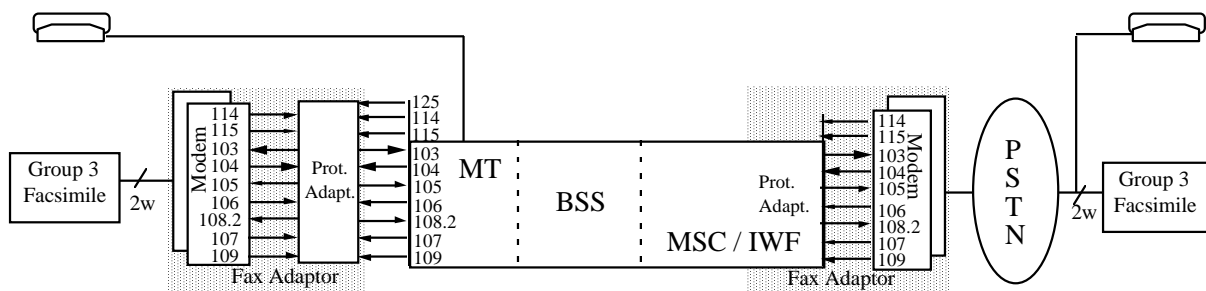 Group 3
Facsimile
2w
Modem
114
115
103
104
105
106
108.2
107
109
Prot.
Adapt.
Fax Adaptor
125
114
115
103
104
105
106
108.2
107
109
MT
BSS
MSC / IWF
Prot.
Adapt.
Fax Adaptor
114
115
103
104
105
106
108.2
107
109
Modem
P
S
T
N
2w
Group 3
Facsimile